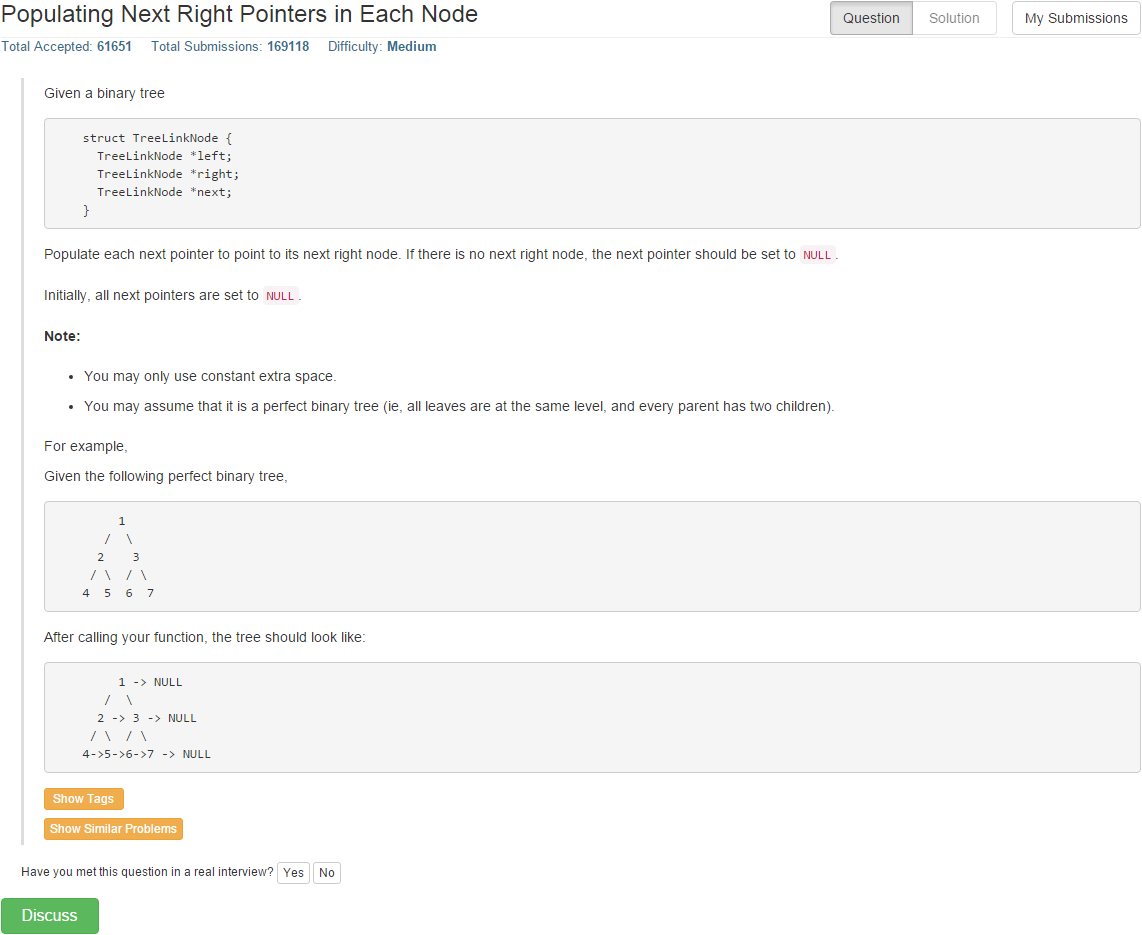 Populating Next Right Pointers in Each Node
Question Solution My Submissions
Total Accepted: 61651 Total Submissions: 169118 Difficulty: Medium
Given a binary tree
struct TreeLinkNode {
TreeLinkNode *left;
TreeLinkNode *right;
TreeLinkNode *next;
}
Populate each next pointer to point to its next right node. If there is no next right node, the next pointer should be set to NULL.
Initially, all next pointers are set to NULL.
Note:
• You may only use constant extra space.
• You may assume that it is a perfect binary tree (ie, all leaves are at the same level, and every parent has two children).
For example,
Given the following perfect binary tree,
1
/ \
2 3
/ \ / \
4 5 6 7
After calling your function, the tree should look like:
1 -> NULL
/ \
2 -> 3 -> NULL
/ \ / \
4->5->6->7 -> NULL
Show Tags
Show Similar Problems
Have you met this question in a real interview? Yes No
Discuss